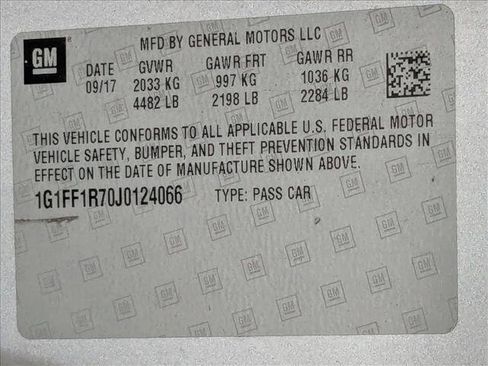 GM
MFD BY GENERAL MOTORS LLC
DATE GVWR GAWR FRT GAWR RR
09/17 2033 KG 997 KG 1036 KG
4482 LB 2198 LB 2284 LB
THIS VEHICLE CONFORMS TO ALL APPLICABLE U.S. FEDERAL MOTOR
VEHICLE SAFETY, BUMPER, AND THEFT PREVENTION STANDARDS IN
EFFECT ON THE DATE OF MANUFACTURE SHOWN ABOVE.
1G1FF1R70J0124066 TYPE: PASS CAR